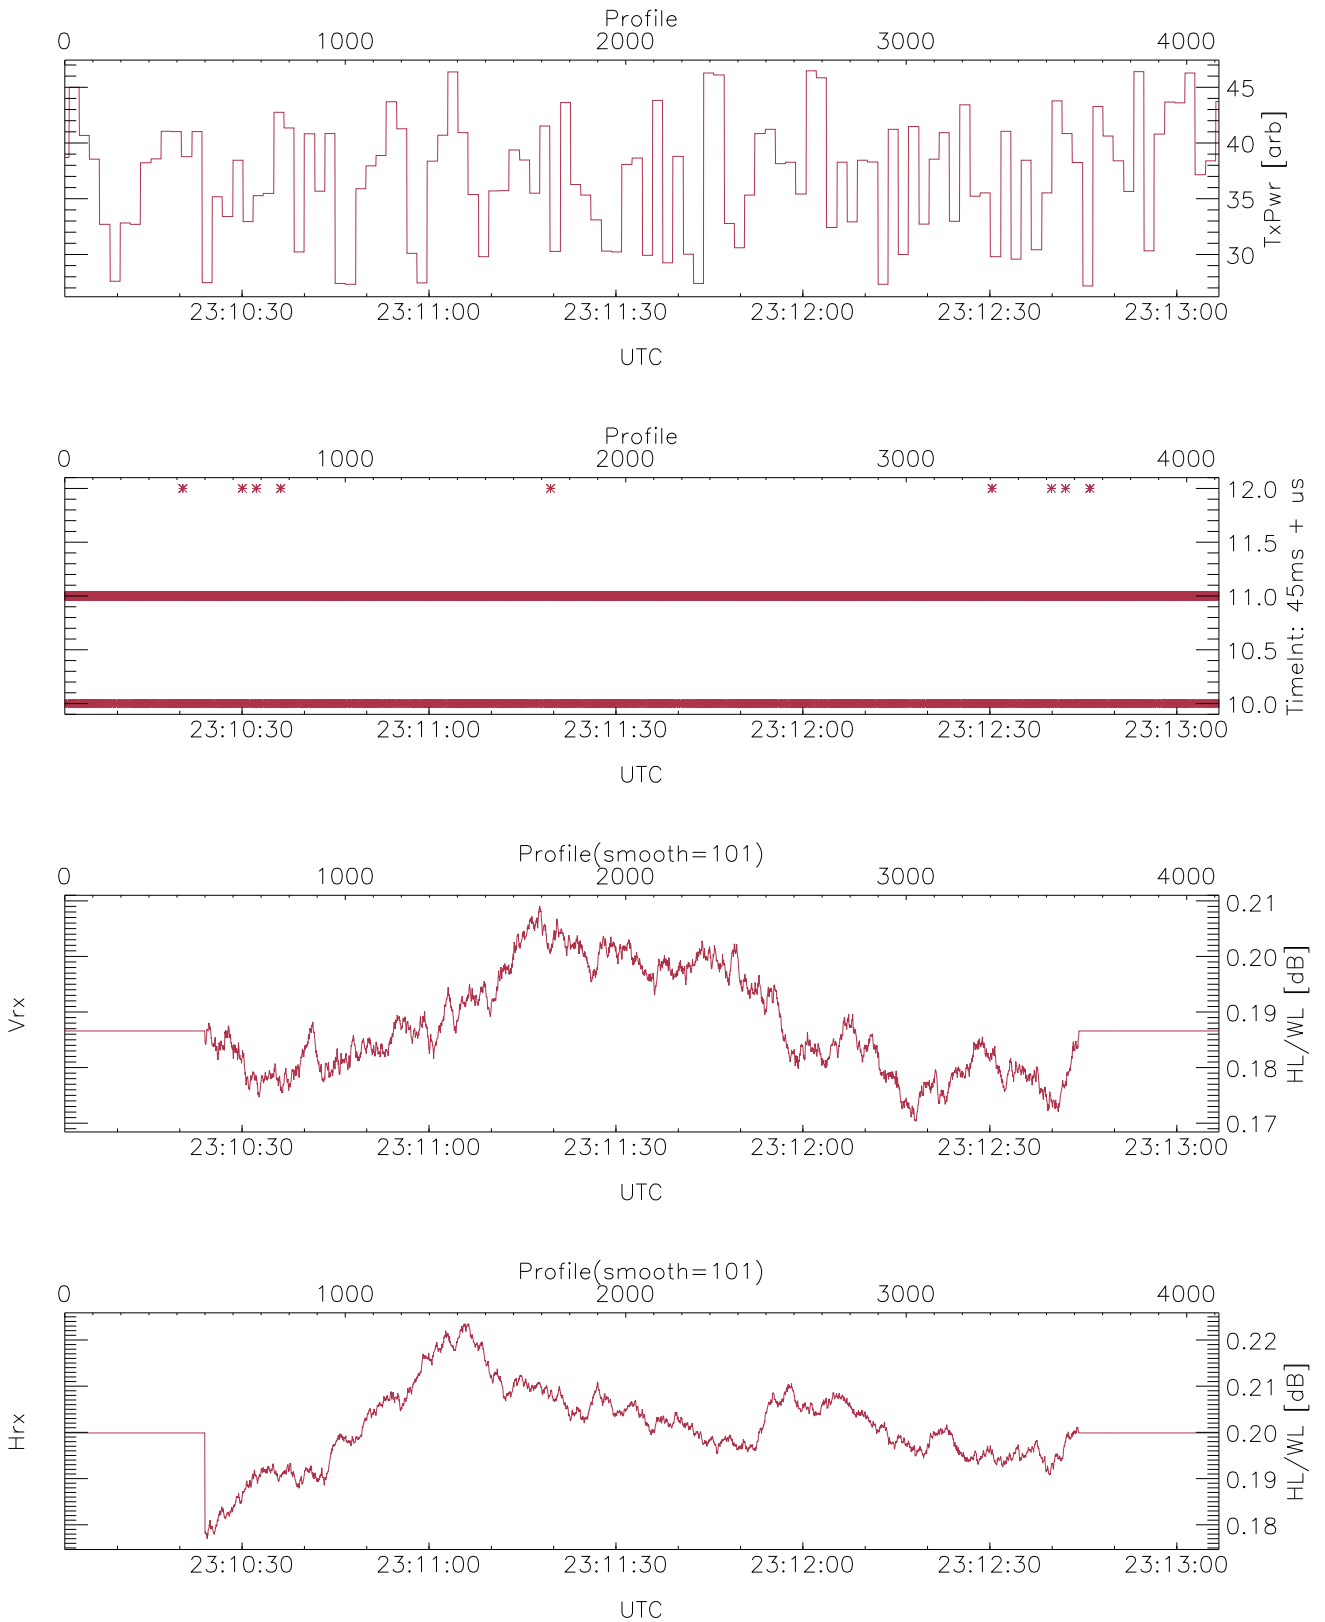 Profile
0 1000 2000 3000 4000
45
40
35
30
TxPwr [arb]
23:10:30 23:11:00 23:11:30 23:12:00 23:12:30 23:13:00
UTC
Profile
0 1000 2000 3000 4000
12.0
11.5
11.0
10.5
10.0
TimeInt: 45ms + us
23:10:30 23:11:00 23:11:30 23:12:00 23:12:30 23:13:00
UTC
Profile(smooth=101)
0 1000 2000 3000 4000
Vrx
0.21
0.20
0.19
0.18
0.17
HL/WL [dB]
23:10:30 23:11:00 23:11:30 23:12:00 23:12:30 23:13:00
UTC
Profile(smooth=101)
0 1000 2000 3000 4000
Hrx
0.22
0.21
0.20
0.19
0.18
HL/WL [dB]
23:10:30 23:11:00 23:11:30 23:12:00 23:12:30 23:13:00
UTC